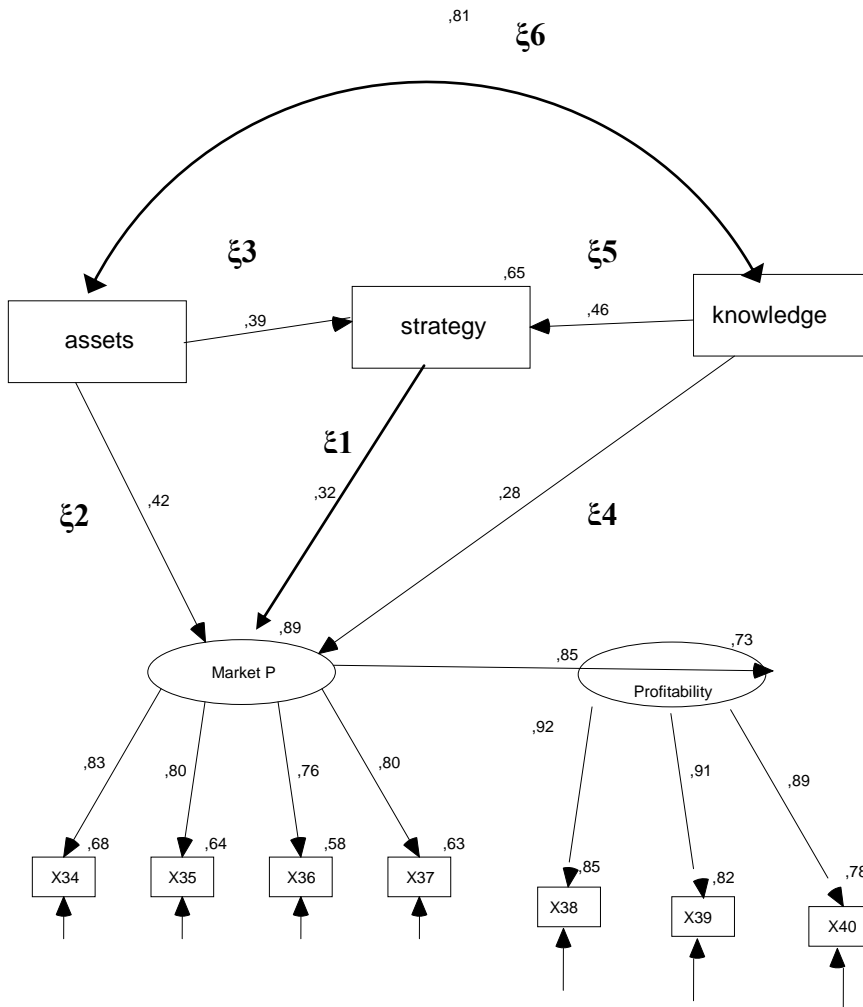 ,81
ξ6
ξ3
ξ5
,65
assets
,39
strategy
,46
knowledge
ξ1
ξ2
,42
,32
,28
ξ4
,89
Market P
,85
,73
Profitability
,83
,80
,76
,80
,92
,91
,89
,68
,64
,58
,63
,85
,82
,78
X34
X35
X36
X37
X38
X39
X40